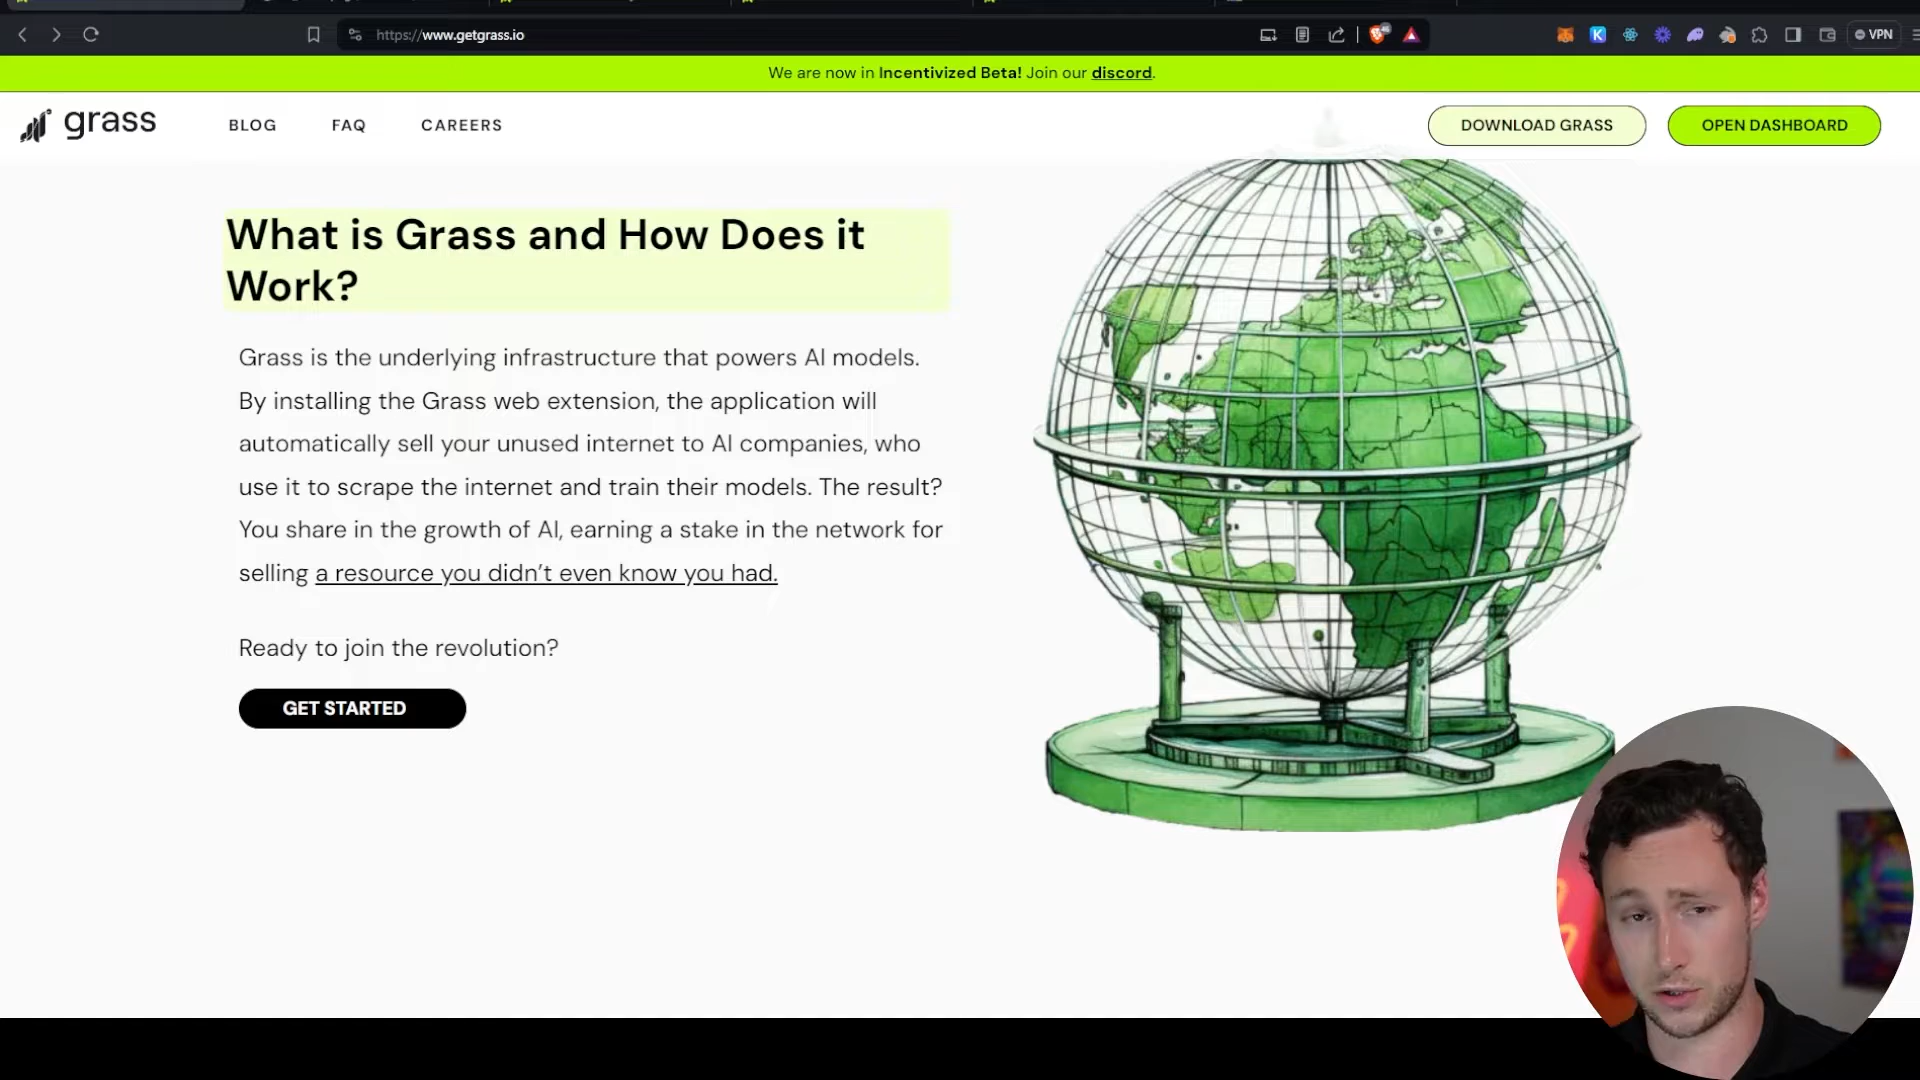 https://www.getgrass.io
VPN
We are now in Incentivized Beta! Join our discord.
grass
BLOG
FAQ
CAREERS
DOWNLOAD GRASS
OPEN DASHBOARD
What is Grass and How Does it
Work?
Grass is the underlying infrastructure that powers AI models.
By installing the Grass web extension, the application will
automatically sell your unused internet to AI companies, who
use it to scrape the internet and train their models. The result?
You share in the growth of AI, earning a stake in the network for
selling a resource you didn’t even know you had.
Ready to join the revolution?
GET STARTED